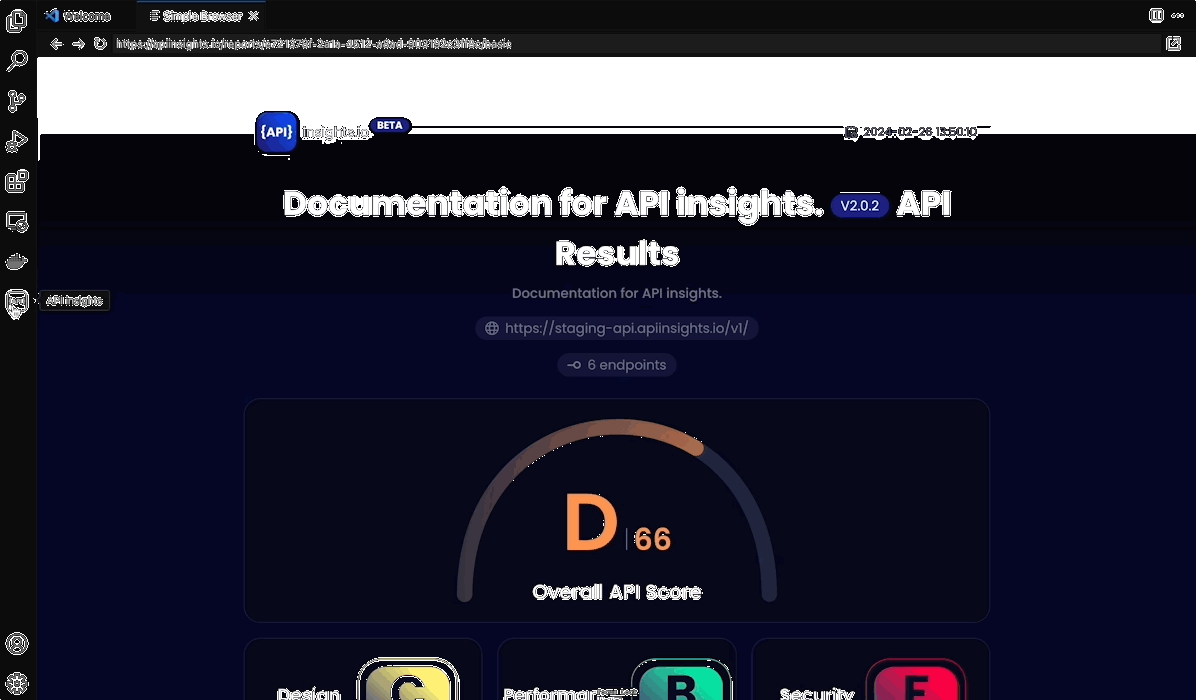 Welcome
Simple Browser
{API} insights.io BETA
2024-02-26 13:50:10
Documentation for API insights. V2.0.2 API
Results
API Insights
Documentation for API insights.
https://staging-api.apiinsights.io/v1/
6 endpoints
D 66
Overall API Score
Design C
Performance B
Security F